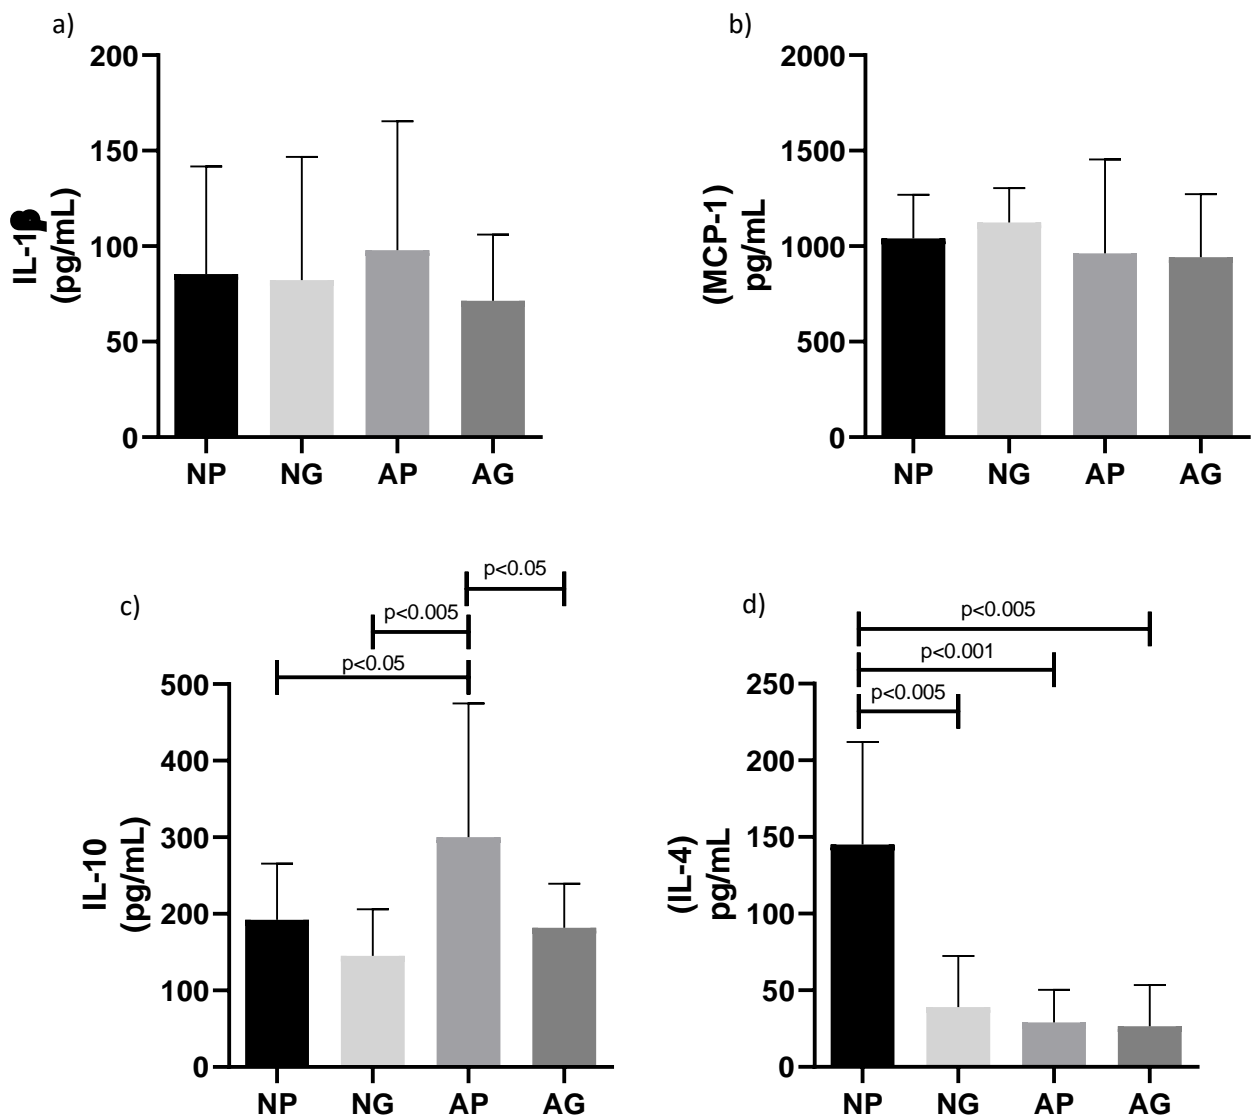 a)
200
150
100
50
0
IL-1β
(pg/mL)
NP NG AP AG
b)
2000
1500
1000
500
0
(MCP-1)
pg/mL
NP NG AP AG
c)
p<0.05
p<0.005
p<0.05
500
400
300
200
100
0
IL-10
(pg/mL)
NP NG AP AG
d)
p<0.005
p<0.001
p<0.005
250
200
150
100
50
0
(IL-4)
pg/mL
NP NG AP AG